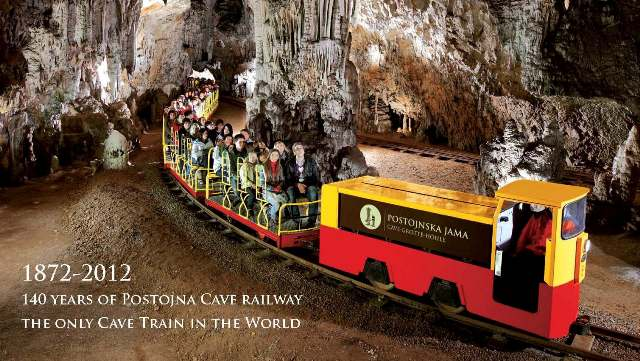 POSTOJNSKA JAMA
CAVE-GROTTE-HÖHLE
1872-2012
140 YEARS OF POSTOJNA CAVE RAILWAY
THE ONLY CAVE TRAIN IN THE WORLD